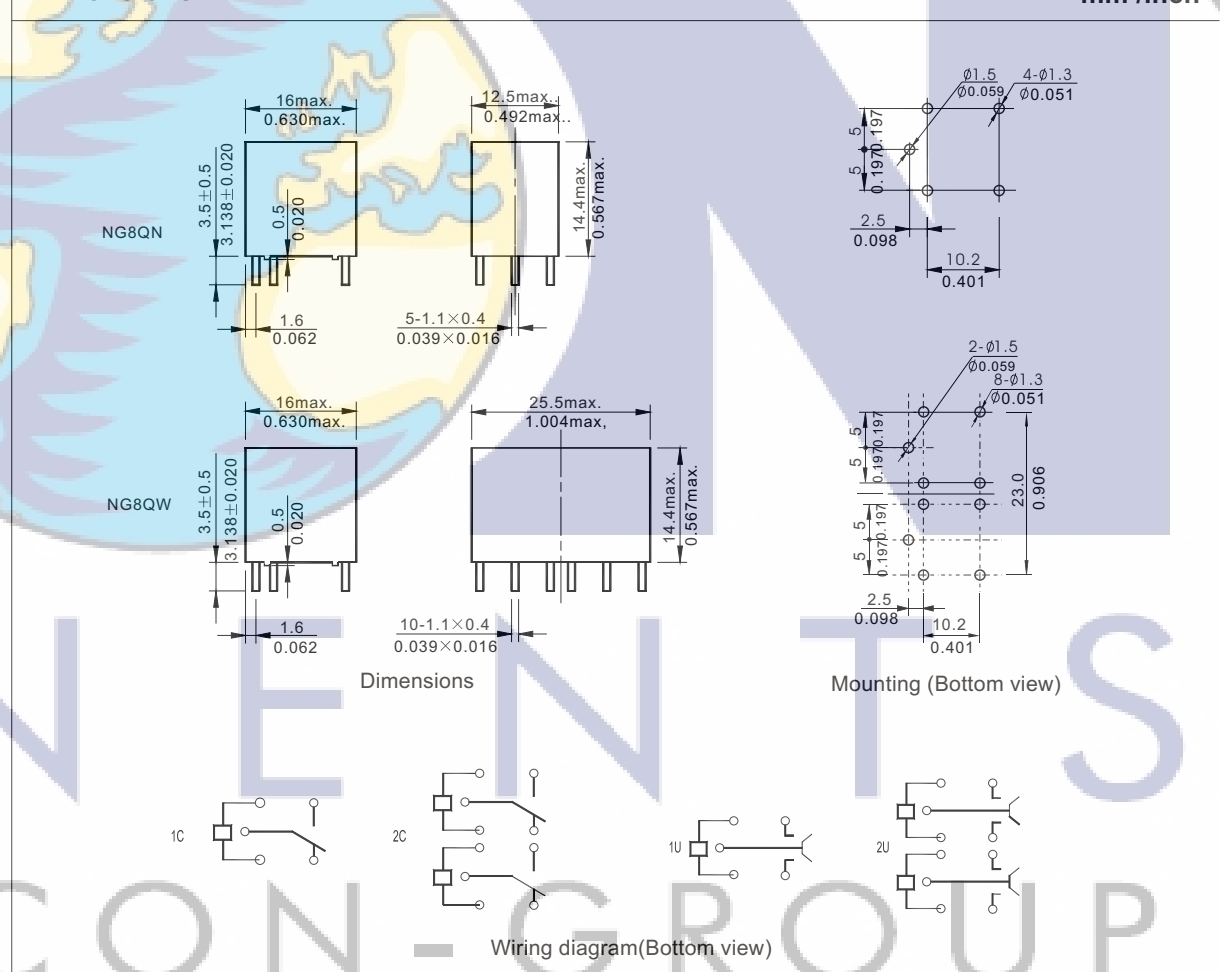 16max.
0.630max.
12.5max..
0.492max..
Ø1.5
Ø0.059
4-Ø1.3
Ø0.051
3.5±0.5
3.138±0.020
0.5
0.020
14.4max.
0.567max.
5
0.197
5
0.197
NG8QN
2.5
0.098
10.2
0.401
1.6
0.062
5-1.1×0.4
0.039×0.016
2-Ø1.5
Ø0.059
8-Ø1.3
Ø0.051
16max.
0.630max.
25.5max.
1.004max,
3.5±0.5
3.138±0.020
0.5
0.020
14.4max.
0.567max.
5
0.197
5
0.197
5
0.197
5
0.197
23.0
0.906
NG8QW
2.5
0.098
10.2
0.401
1.6
0.062
10-1.1×0.4
0.039×0.016
Dimensions
Mounting (Bottom view)
N E N T S
1C
2C
1U
2U
CON-GROUP
Wiring diagram(Bottom view)